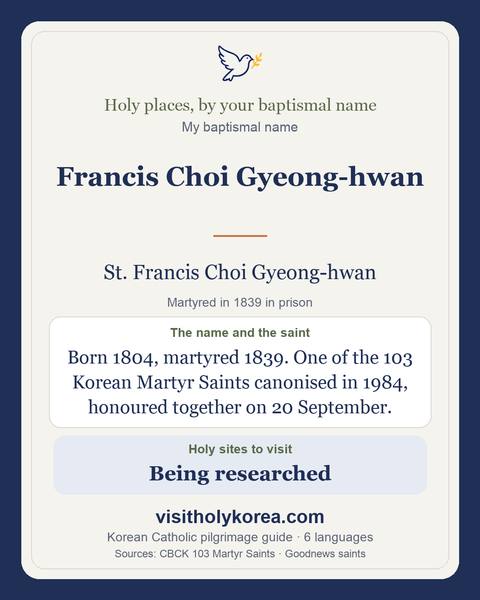 Holy places, by your baptismal name
My baptismal name
Francis Choi Gyeong-hwan
St. Francis Choi Gyeong-hwan
Martyred in 1839 in prison
The name and the saint
Born 1804, martyred 1839. One of the 103
Korean Martyr Saints canonised in 1984,
honoured together on 20 September.
Holy sites to visit
Being researched
visitholykorea.com
Korean Catholic pilgrimage guide · 6 languages
Sources: CBCK 103 Martyr Saints · Goodnews saints